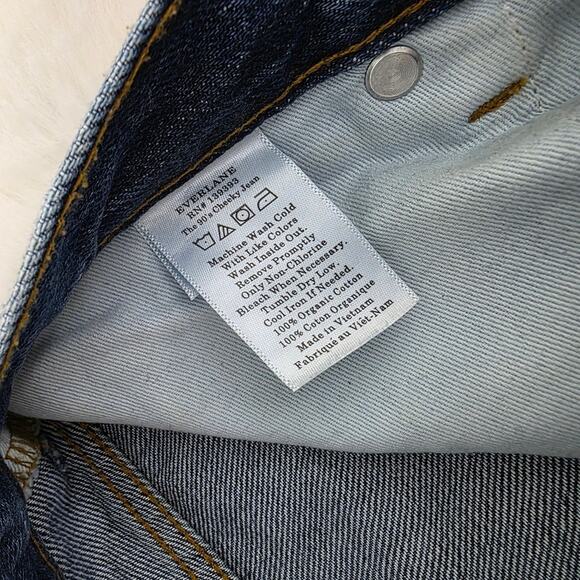 EVERLANE
RN# 139393
The 90's Cheeky Jean
Machine Wash Cold
With Like Colors
Wash Inside Out.
Remove Promptly
Only Non-Chlorine
Bleach When Necessary.
Tumble Dry Low.
Cool Iron If Needed.
100% Organic Cotton
100% Coton Organique
Made in Vietnam
Fabriqué au Viêt-Nam